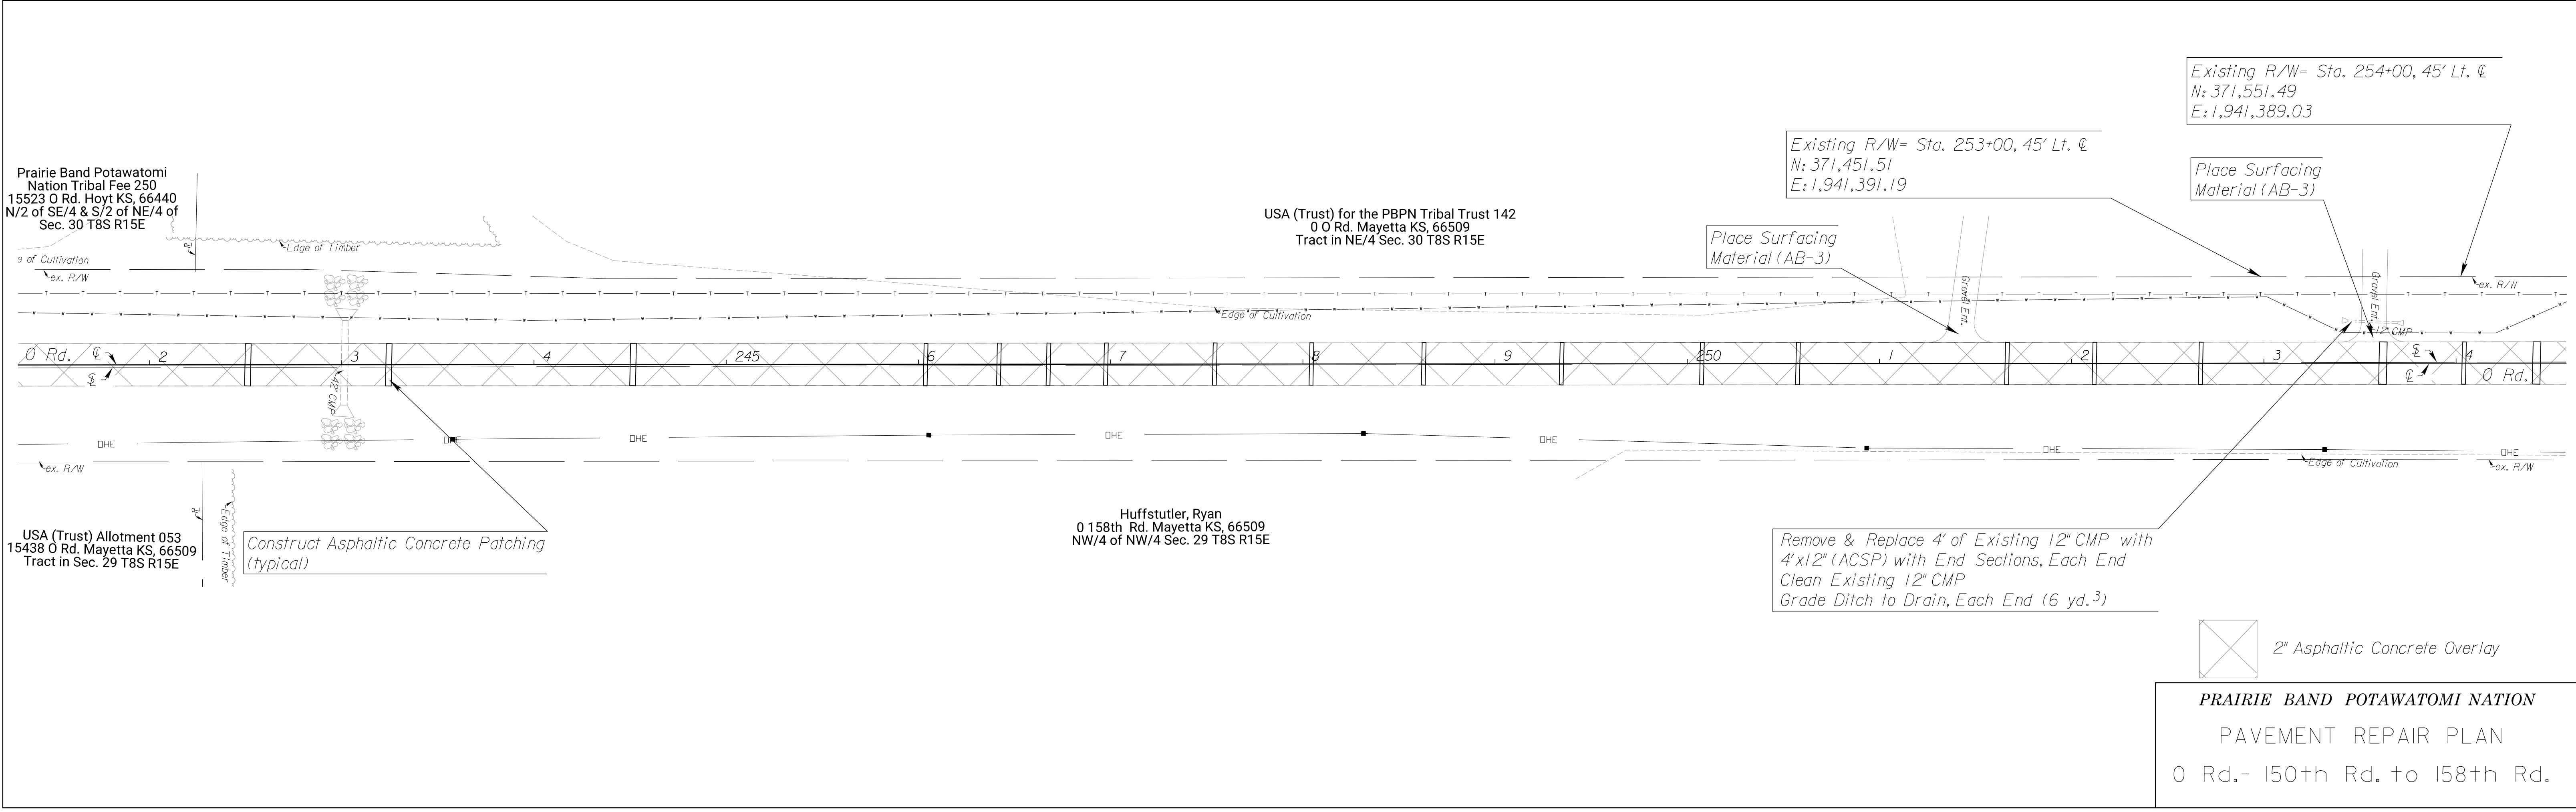 Existing R/W= Sta. 254+00, 45' Lt. ℄
N: 371,551.49
E: 1,941,389.03
Existing R/W= Sta. 253+00, 45' Lt. ℄
N: 371,451.51
E: 1,941,391.19
Place Surfacing
Material (AB-3)
Prairie Band Potawatomi
Nation Tribal Fee 250
15523 O Rd. Hoyt KS, 66440
N/2 of SE/4 & S/2 of NE/4 of
Sec. 30 T8S R15E
USA (Trust) for the PBPN Tribal Trust 142
0 O Rd. Mayetta KS, 66509
Tract in NE/4 Sec. 30 T8S R15E
Place Surfacing
Material (AB-3)
Edge of Timber
e of Cultivation
ex. R/W
ex. R/W
Gravel Ent.
Gravel Ent.
Edge of Cultivation
12" CMP
O Rd. ℄ 2 3 4 245 6 7 8 9 250 1 2 3 ℄ 4
℄ ℄ O Rd.
42" CMP
OHE OHE OHE OHE OHE OHE OHE
ex. R/W
Edge of Cultivation
ex. R/W
Edge of Timber
Huffstutler, Ryan
0 158th Rd. Mayetta KS, 66509
NW/4 of NW/4 Sec. 29 T8S R15E
USA (Trust) Allotment 053
15438 O Rd. Mayetta KS, 66509
Tract in Sec. 29 T8S R15E
Construct Asphaltic Concrete Patching
(typical)
Remove & Replace 4' of Existing 12" CMP with
4'x12" (ACSP) with End Sections, Each End
Clean Existing 12" CMP
Grade Ditch to Drain, Each End (6 yd.³)
2" Asphaltic Concrete Overlay
PRAIRIE BAND POTAWATOMI NATION
PAVEMENT REPAIR PLAN
O Rd.- 150th Rd. to 158th Rd.